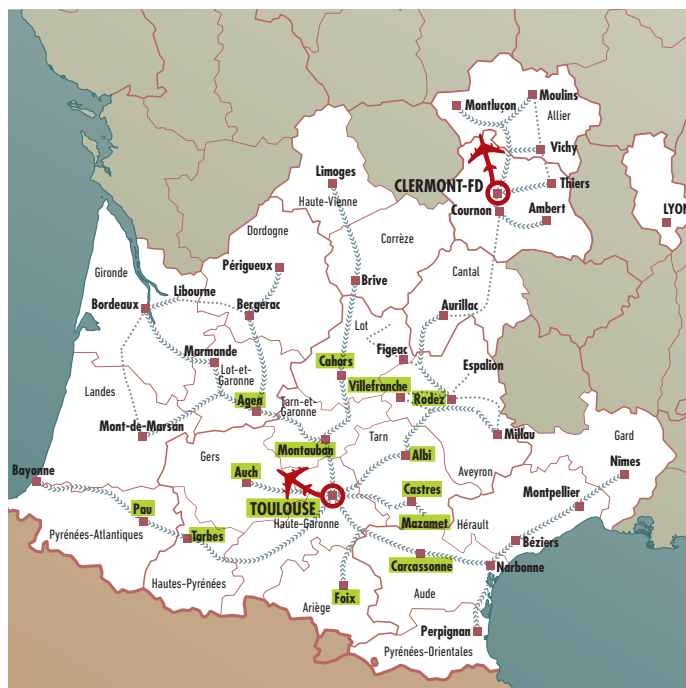 Moulins
Montluçon
Allier
Vichy
Limoges
CLERMONT-FD
Thiers
Haute-Vienne
Cournon
Ambert
LYON
Dordogne
Corrèze
Gironde
Périgueux
Cantal
Libourne
Brive
Bordeaux
Bergerac
Aurillac
Lot
Marmande
Figeac
Cahors
Espalion
Lot-et-
Garonne
Villefranche
Landes
Agen
Tarn-et-
Garonne
Rodez
Mont-de-Marsan
Tarn
Millau
Gard
Montauban
Gers
Albi
Nîmes
Bayonne
Auch
Aveyron
Castres
Montpellier
Pau
TOULOUSE
Haute-Garonne
Mazamet
Hérault
Pyrénées-Atlantiques
Tarbes
Béziers
Carcassonne
Narbonne
Hautes-Pyrénées
Foix
Aude
Ariège
Perpignan
Pyrénées-Orientales